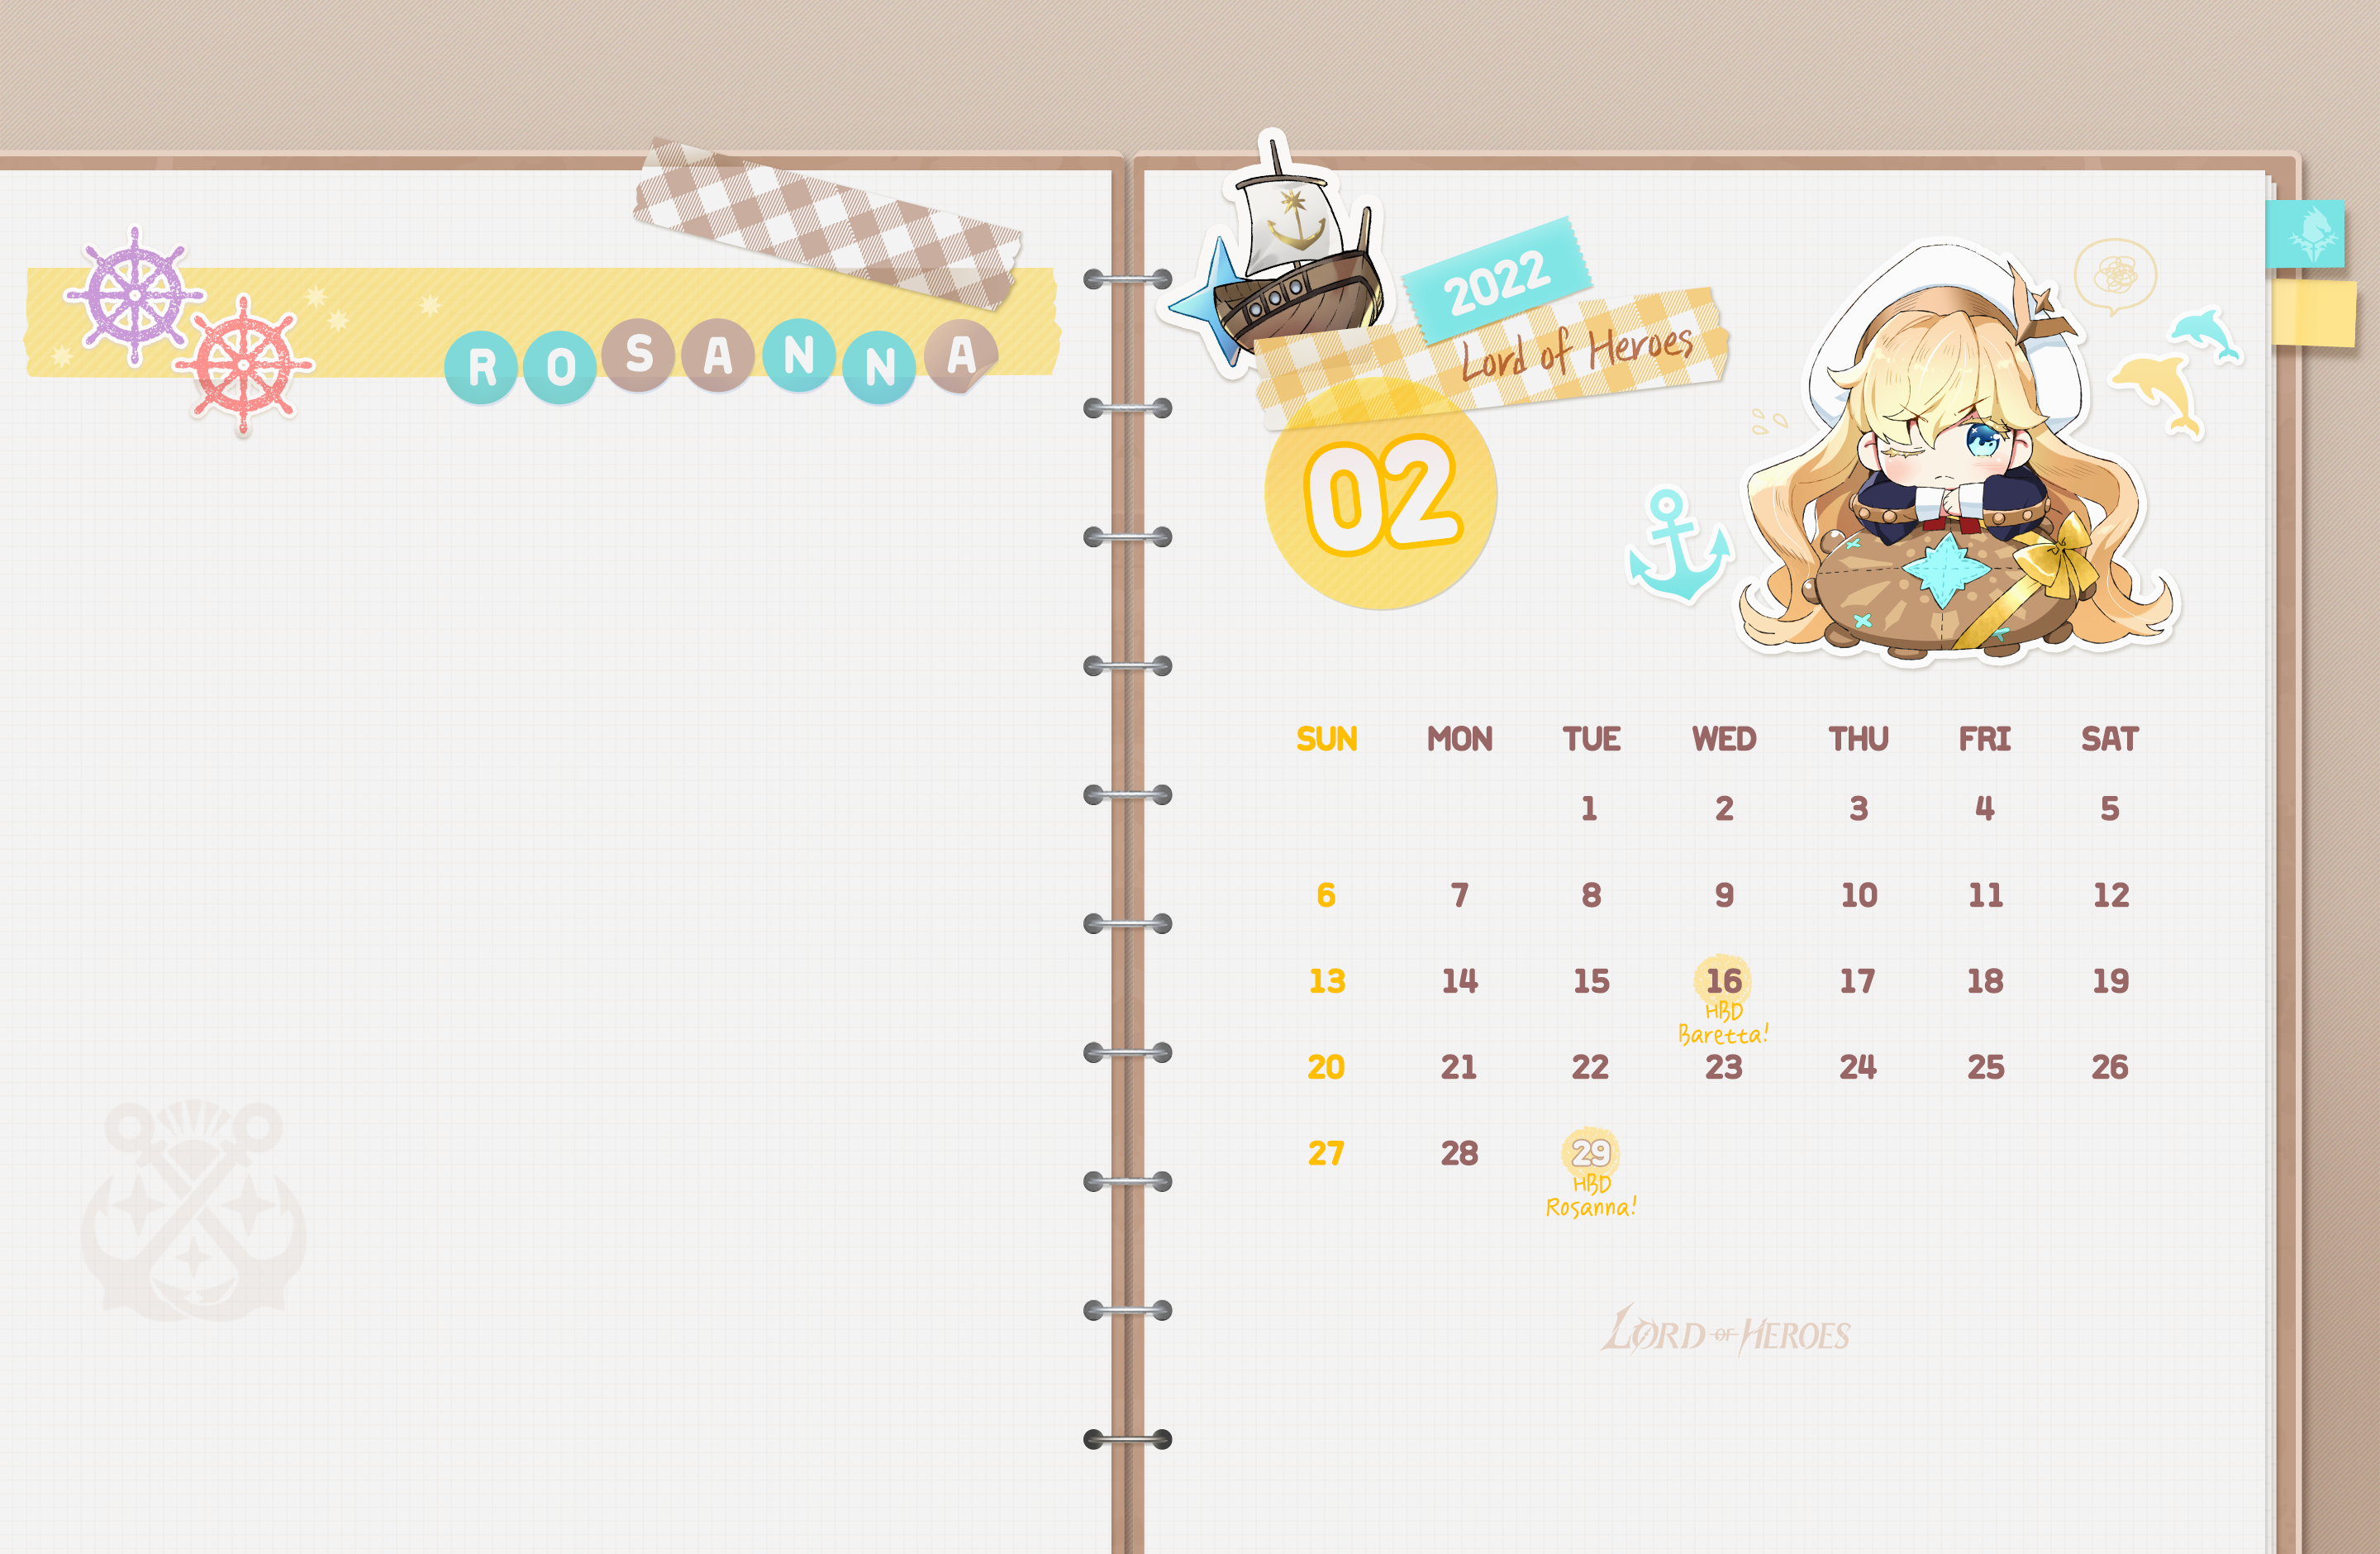 ROSANNA
2022
Lord of Heroes
02
SUN MON TUE WED THU FRI SAT
1 2 3 4 5
6 7 8 9 10 11 12
13 14 15 16 17 18 19
HBD
Baretta!
20 21 22 23 24 25 26
27 28 29
HBD
Rosanna!
LORD OF HEROES